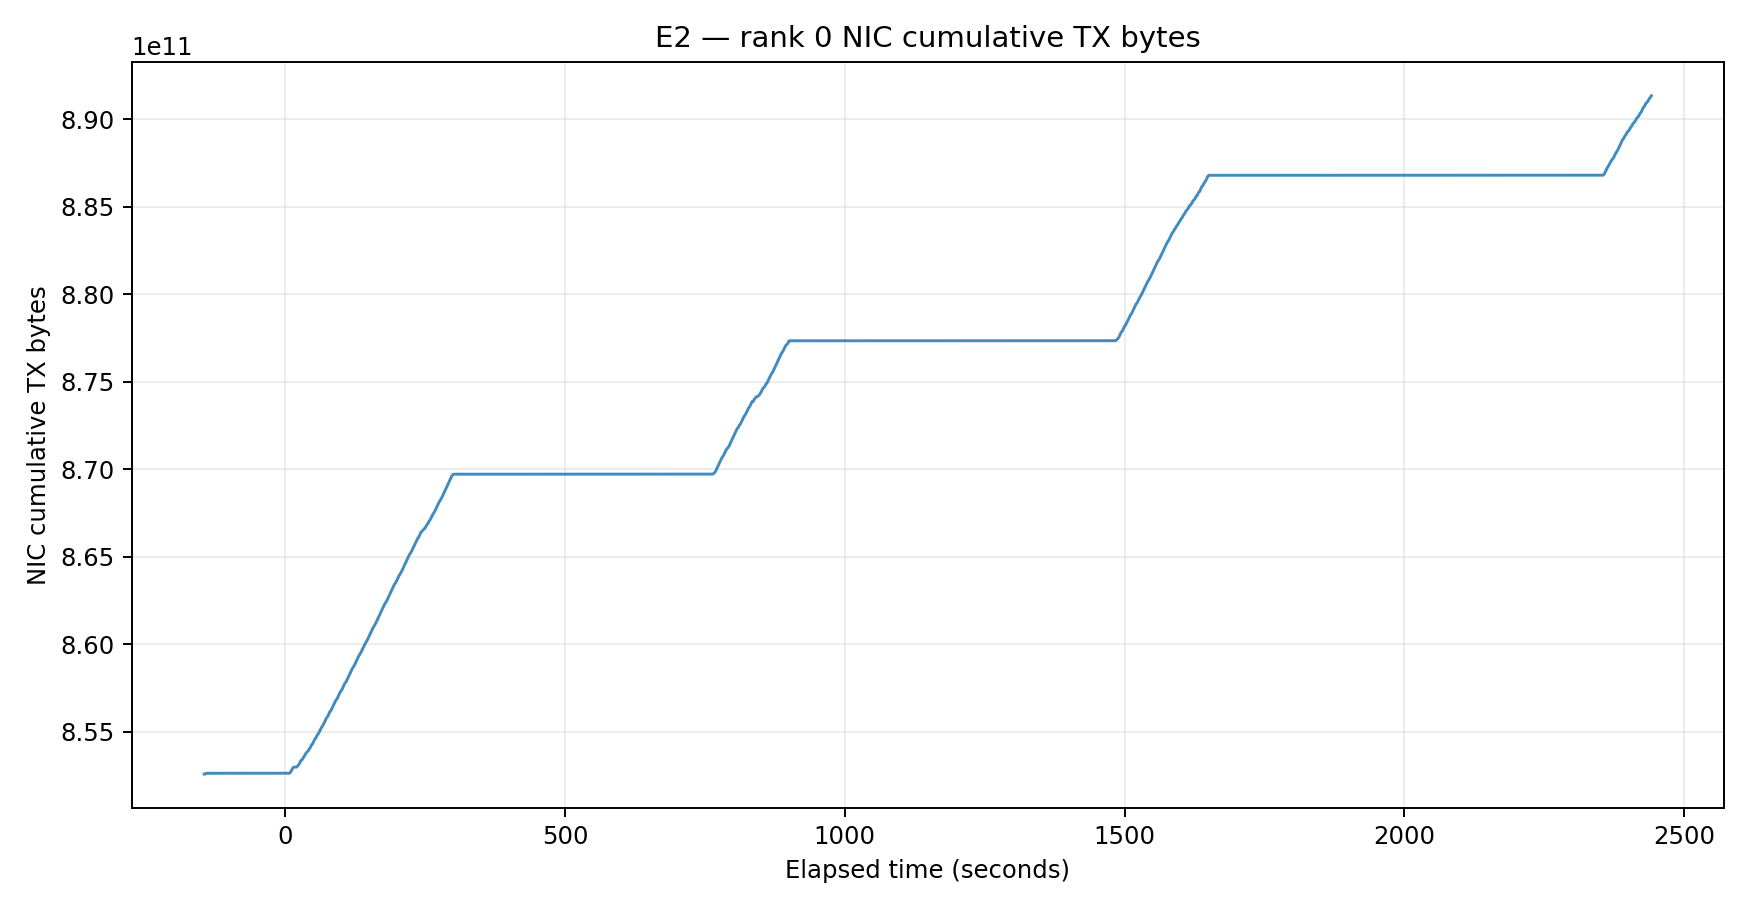 E2 — rank 0 NIC cumulative TX bytes
1e11
NIC cumulative TX bytes
8.90
8.85
8.80
8.75
8.70
8.65
8.60
8.55
0 500 1000 1500 2000 2500
Elapsed time (seconds)